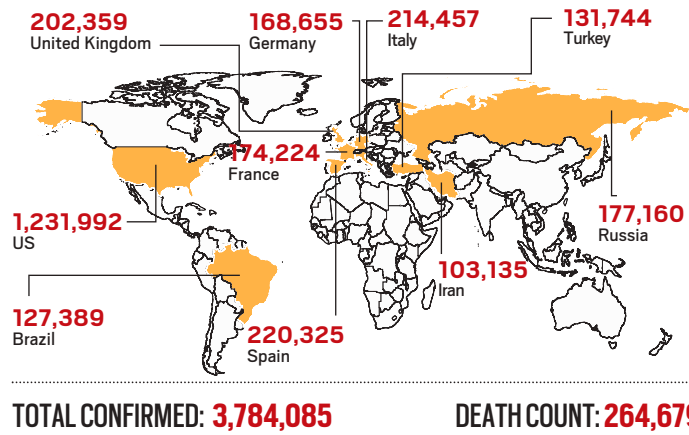 202,359
United Kingdom
168,655
Germany
214,457
Italy
131,744
Turkey
174,224
France
1,231,992
US
177,160
Russia
103,135
Iran
127,389
Brazil
220,325
Spain
TOTAL CONFIRMED: 3,784,085
DEATH COUNT: 264,679